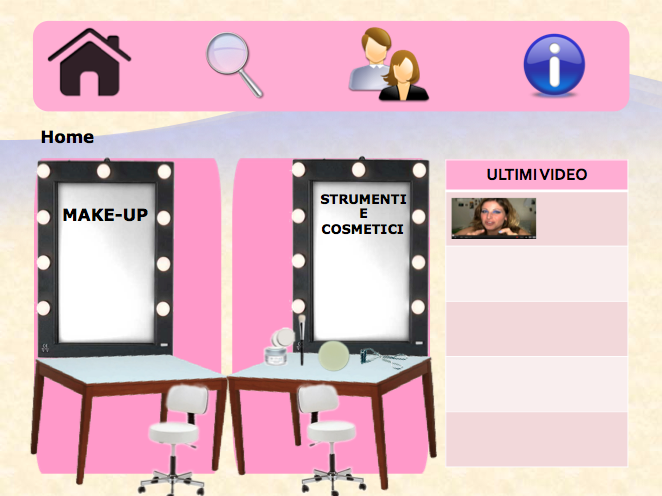 Home
MAKE-UP
STRUMENTI
E
COSMETICI
ULTIMI VIDEO